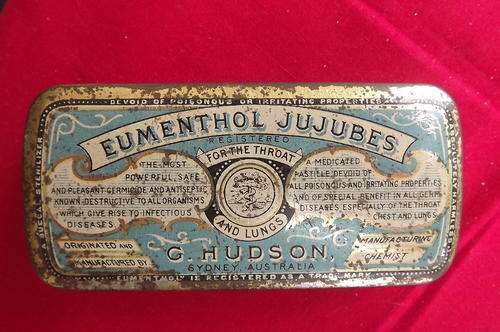 DEVOID OF POISONOUS OR IRRITATING PROPERTIES
EUMENTHOL JUJUBES
REGISTERED
FOR THE THROAT
AND LUNGS
THE MOST
POWERFUL, SAFE
AND PLEASANT GERMICIDE AND ANTISEPTIC
KNOWN. DESTRUCTIVE TO ALL ORGANISMS
WHICH GIVE RISE TO INFECTIOUS
DISEASES.
A MEDICATED
PASTILLE DEVOID OF
ALL POISONOUS AND IRRITATING PROPERTIES,
AND OF SPECIAL BENEFIT IN ALL GERM
DISEASES ESPECIALLY OF THE THROAT
CHEST AND LUNGS.
ORIGINATED AND
MANUFACTURED BY
G. HUDSON,
SYDNEY, AUSTRALIA
MANUFACTURING
CHEMIST
EUMENTHOL IS REGISTERED AS A TRADE MARK